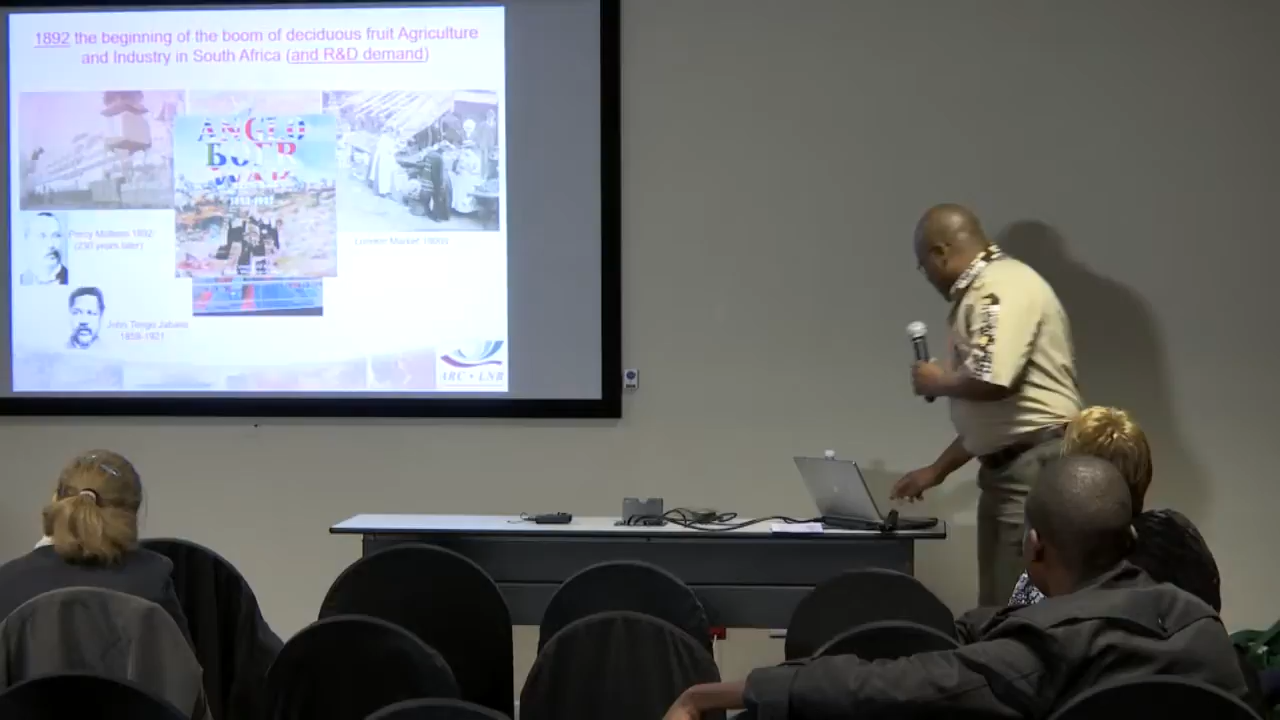 1892 the beginning of the boom of deciduous fruit Agriculture
and Industry in South Africa (and R&D demand)
ANGLO
BOER
WAR
Percy Molteno 1892
(230 years later)
London Market 1900s
John Tengo Jabavu
1859-1921
ARC • LNR